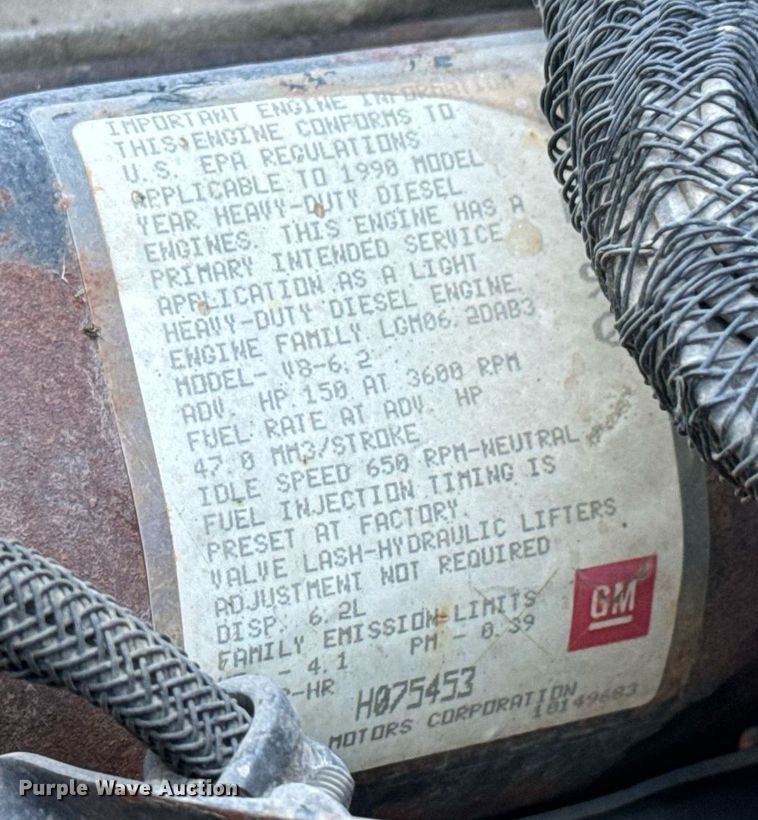 IMPORTANT ENGINE INFORMATION
THIS ENGINE CONFORMS TO
U.S. EPA REGULATIONS
APPLICABLE TO 1990 MODEL
YEAR HEAVY-DUTY DIESEL
ENGINES. THIS ENGINE HAS A
PRIMARY INTENDED SERVICE
APPLICATION AS A LIGHT
HEAVY-DUTY DIESEL ENGINE.
ENGINE FAMILY LGM06.2DAB3
MODEL- V8-6.2
ADV. HP 150 AT 3600 RPM
FUEL RATE AT ADV. HP
47.0 MM3/STROKE
IDLE SPEED 650 RPM-NEUTRAL
FUEL INJECTION TIMING IS
PRESET AT FACTORY.
VALVE LASH-HYDRAULIC LIFTERS
ADJUSTMENT NOT REQUIRED
DISP. 6.2L
FAMILY EMISSION LIMITS
- 4.1 PM - 0.39
-HR
H075453
MOTORS CORPORATION
10149683
GM
Purple Wave Auction